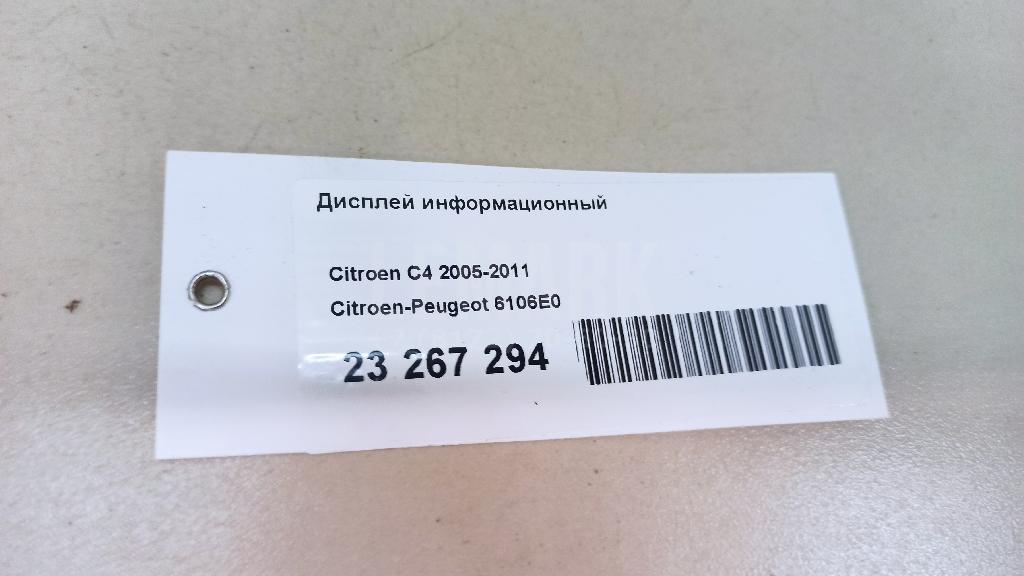 Дисплей информационный
Citroen C4 2005-2011
Citroen-Peugeot 6106E0
23 267 294